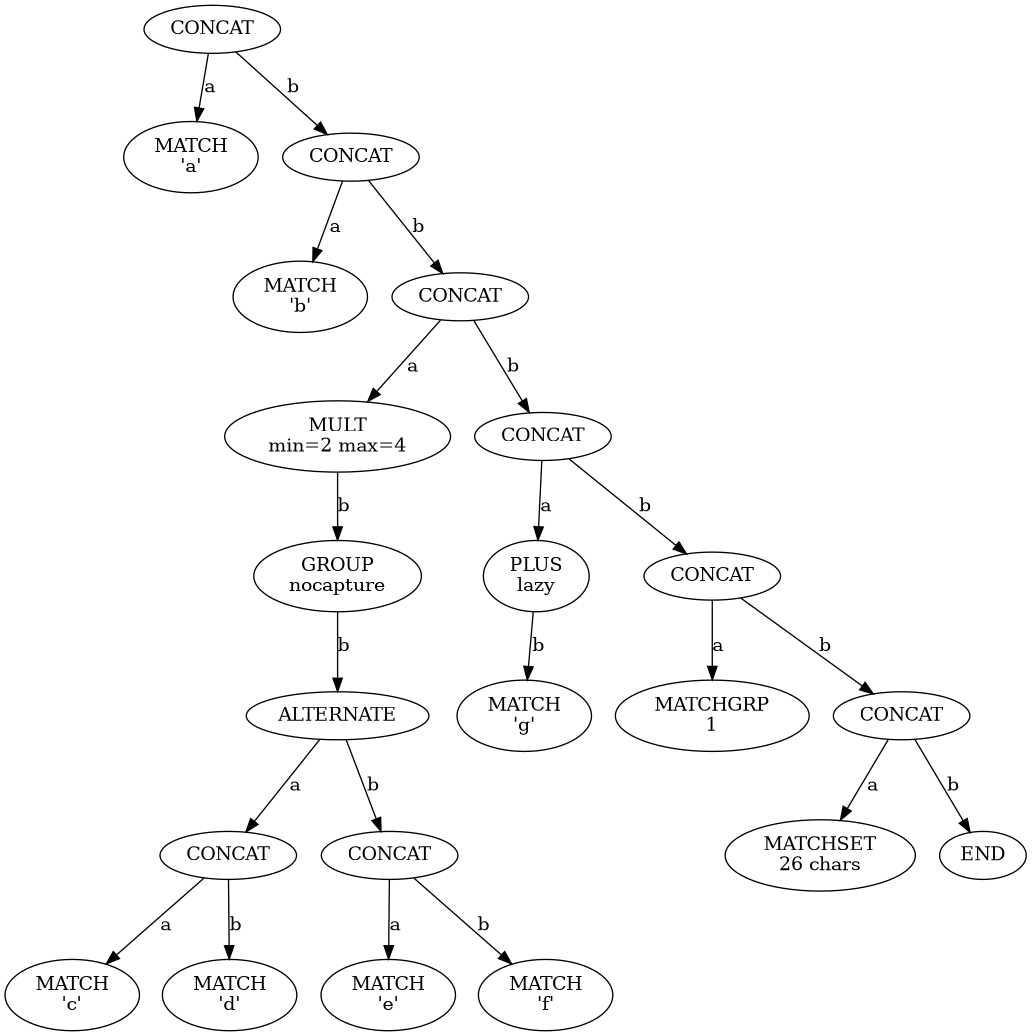 CONCAT
a
b
MATCH
'a'
CONCAT
a
b
MATCH
'b'
CONCAT
a
b
MULT
min=2 max=4
CONCAT
b
a
b
GROUP
nocapture
PLUS
lazy
CONCAT
b
b
a
b
ALTERNATE
MATCH
'g'
MATCHGRP
1
CONCAT
a
b
a
b
CONCAT
CONCAT
MATCHSET
26 chars
END
a
b
a
b
MATCH
'c'
MATCH
'd'
MATCH
'e'
MATCH
'f'